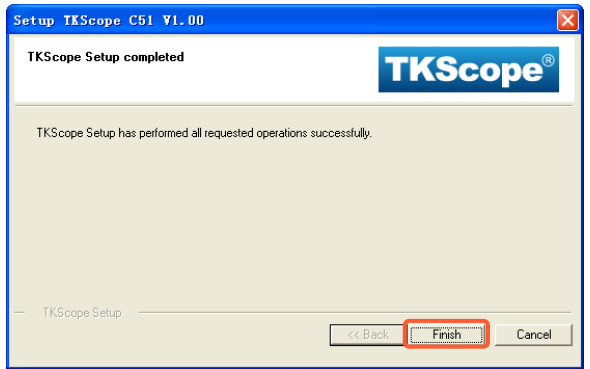 Setup TKScope C51 V1.00
TKScope Setup completed
TKScope®
TKScope Setup has performed all requested operations successfully.
TKScope Setup
<< Back
Finish
Cancel